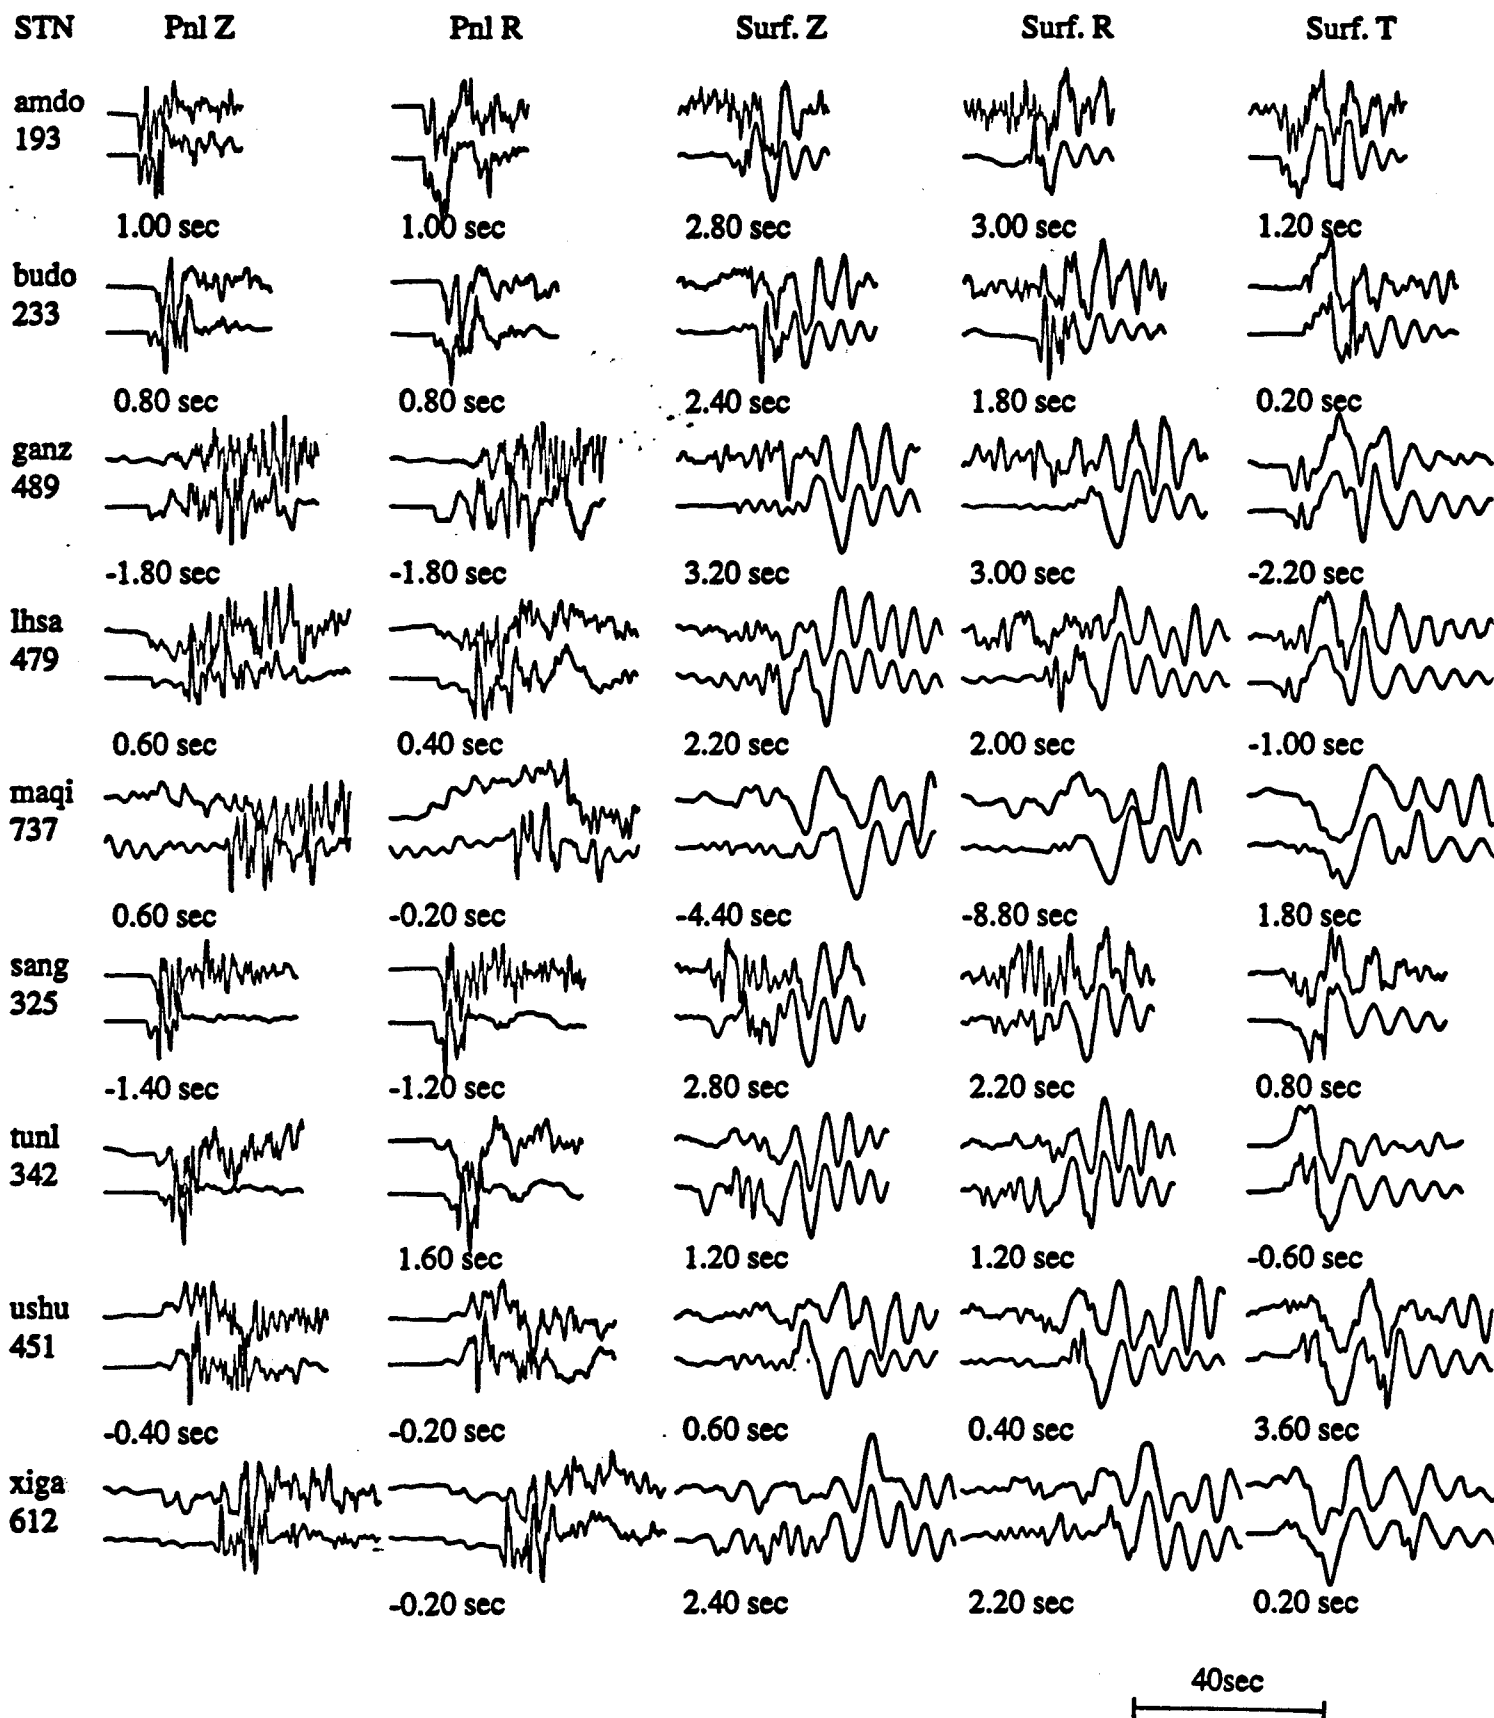 STN Pnl Z Pnl R Surf. Z Surf. R Surf. T
amdo
193
1.00 sec 1.00 sec 2.80 sec 3.00 sec 1.20 sec
budo
233
0.80 sec 0.80 sec 2.40 sec 1.80 sec 0.20 sec
ganz
489
-1.80 sec -1.80 sec 3.20 sec 3.00 sec -2.20 sec
lhsa
479
0.60 sec 0.40 sec 2.20 sec 2.00 sec -1.00 sec
maqi
737
0.60 sec -0.20 sec -4.40 sec -8.80 sec 1.80 sec
sang
325
-1.40 sec -1.20 sec 2.80 sec 2.20 sec 0.80 sec
tunl
342
1.60 sec 1.20 sec 1.20 sec -0.60 sec
ushu
451
-0.40 sec -0.20 sec 0.60 sec 0.40 sec 3.60 sec
xiga
612
-0.20 sec 2.40 sec 2.20 sec 0.20 sec
40sec